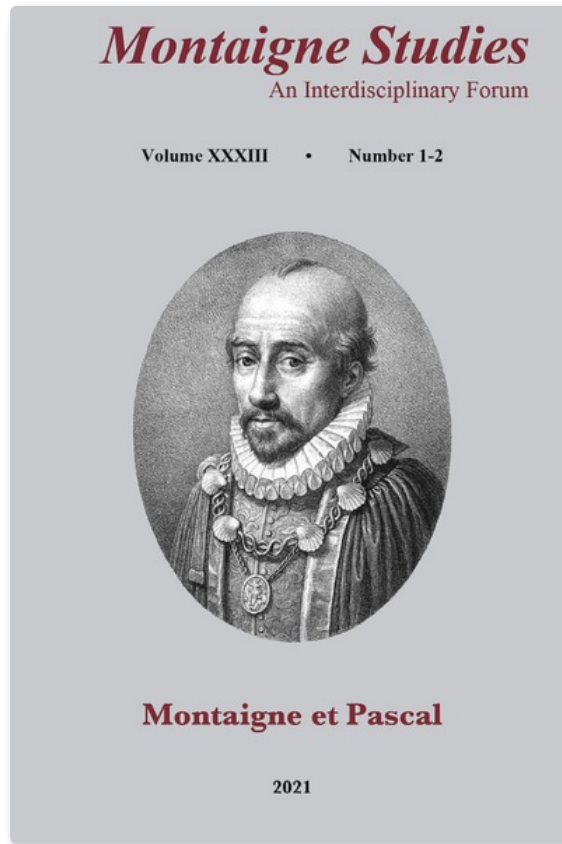 Montaigne Studies
An Interdisciplinary Forum
Volume XXXIII • Number 1-2
Montaigne et Pascal
2021